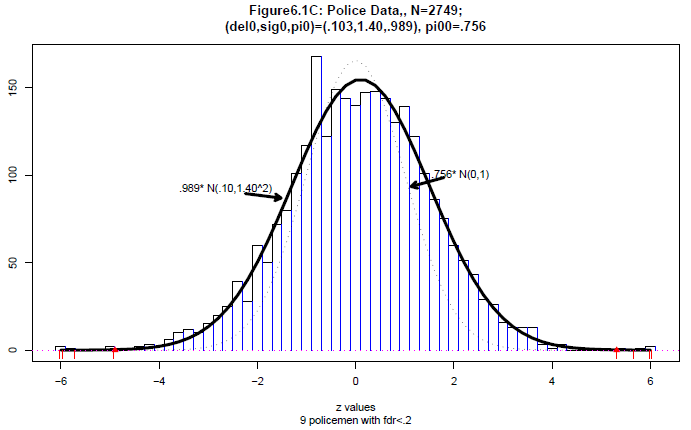 Figure6.1C: Police Data,, N=2749;
(del0,sig0,pi0)=(.103,1.40,.989), pi00=.756
150
100
50
0
.989* N(.10,1.40^2)
.756* N(0,1)
−6
−4
−2
0
2
4
6
z values
9 policemen with fdr<.2